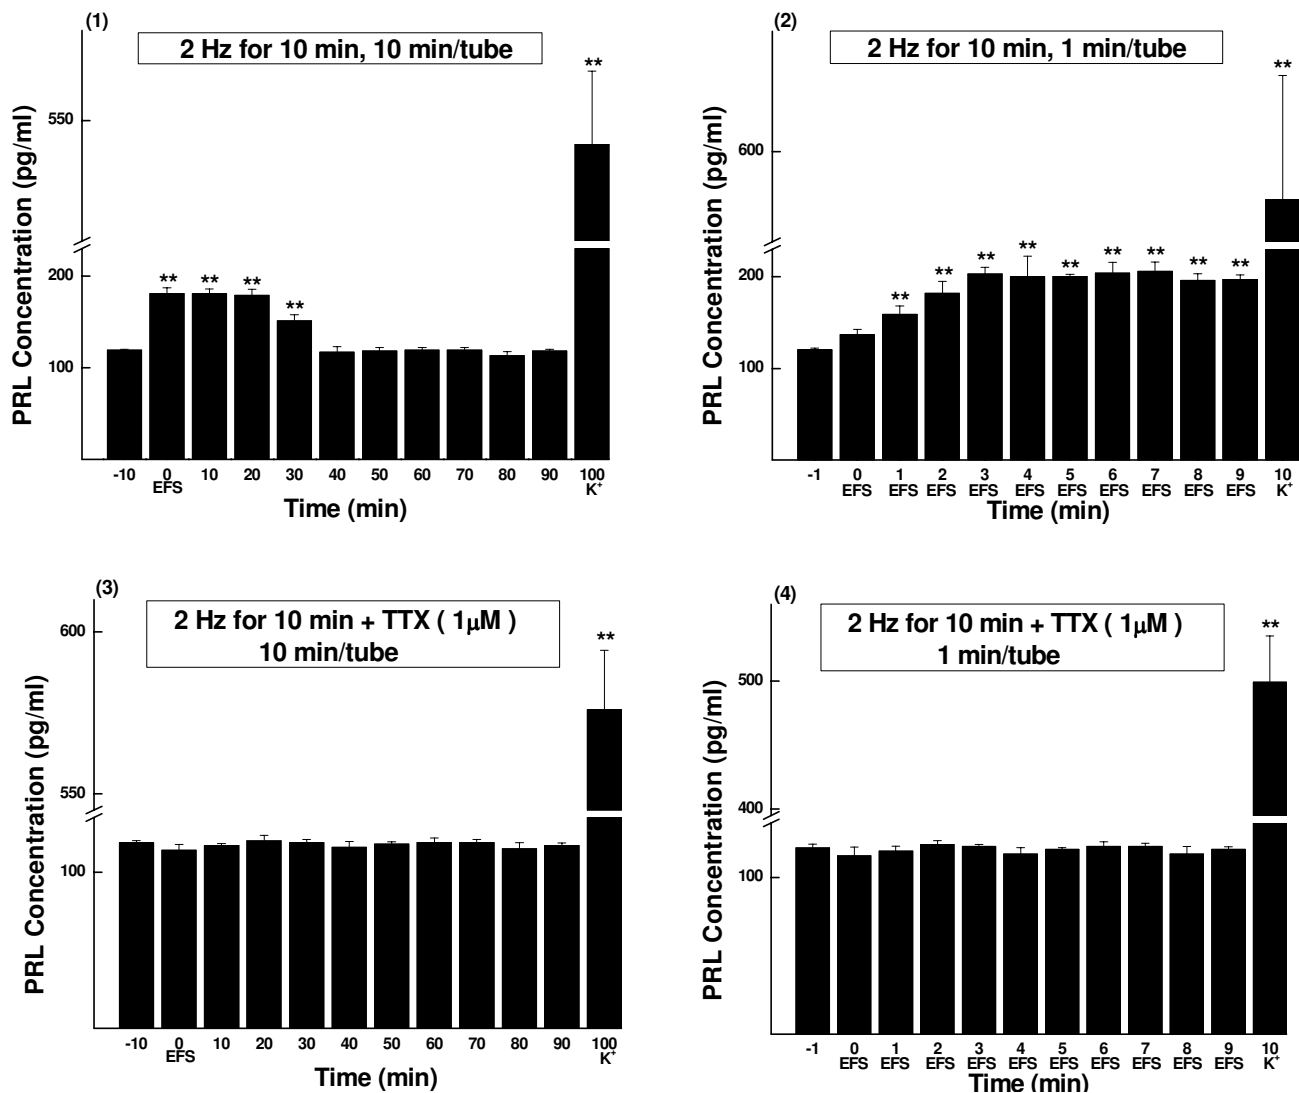 (1)
2 Hz for 10 min, 10 min/tube
PRL Concentration (pg/ml)
550
200
100
**
** ** ** **
-10 0 10 20 30 40 50 60 70 80 90 100
EFS K+
Time (min)
(2)
2 Hz for 10 min, 1 min/tube
PRL Concentration (pg/ml)
600
200
100
**
** ** ** ** ** ** ** ** **
-1 0 1 2 3 4 5 6 7 8 9 10
EFS EFS EFS EFS EFS EFS EFS EFS EFS EFS K+
Time (min)
(3)
2 Hz for 10 min + TTX ( 1μM )
10 min/tube
PRL Concentration (pg/ml)
600
550
100
**
-10 0 10 20 30 40 50 60 70 80 90 100
EFS K+
Time (min)
(4)
2 Hz for 10 min + TTX ( 1μM )
1 min/tube
PRL Concentration (pg/ml)
500
400
100
**
-1 0 1 2 3 4 5 6 7 8 9 10
EFS EFS EFS EFS EFS EFS EFS EFS EFS EFS K+
Time (min)